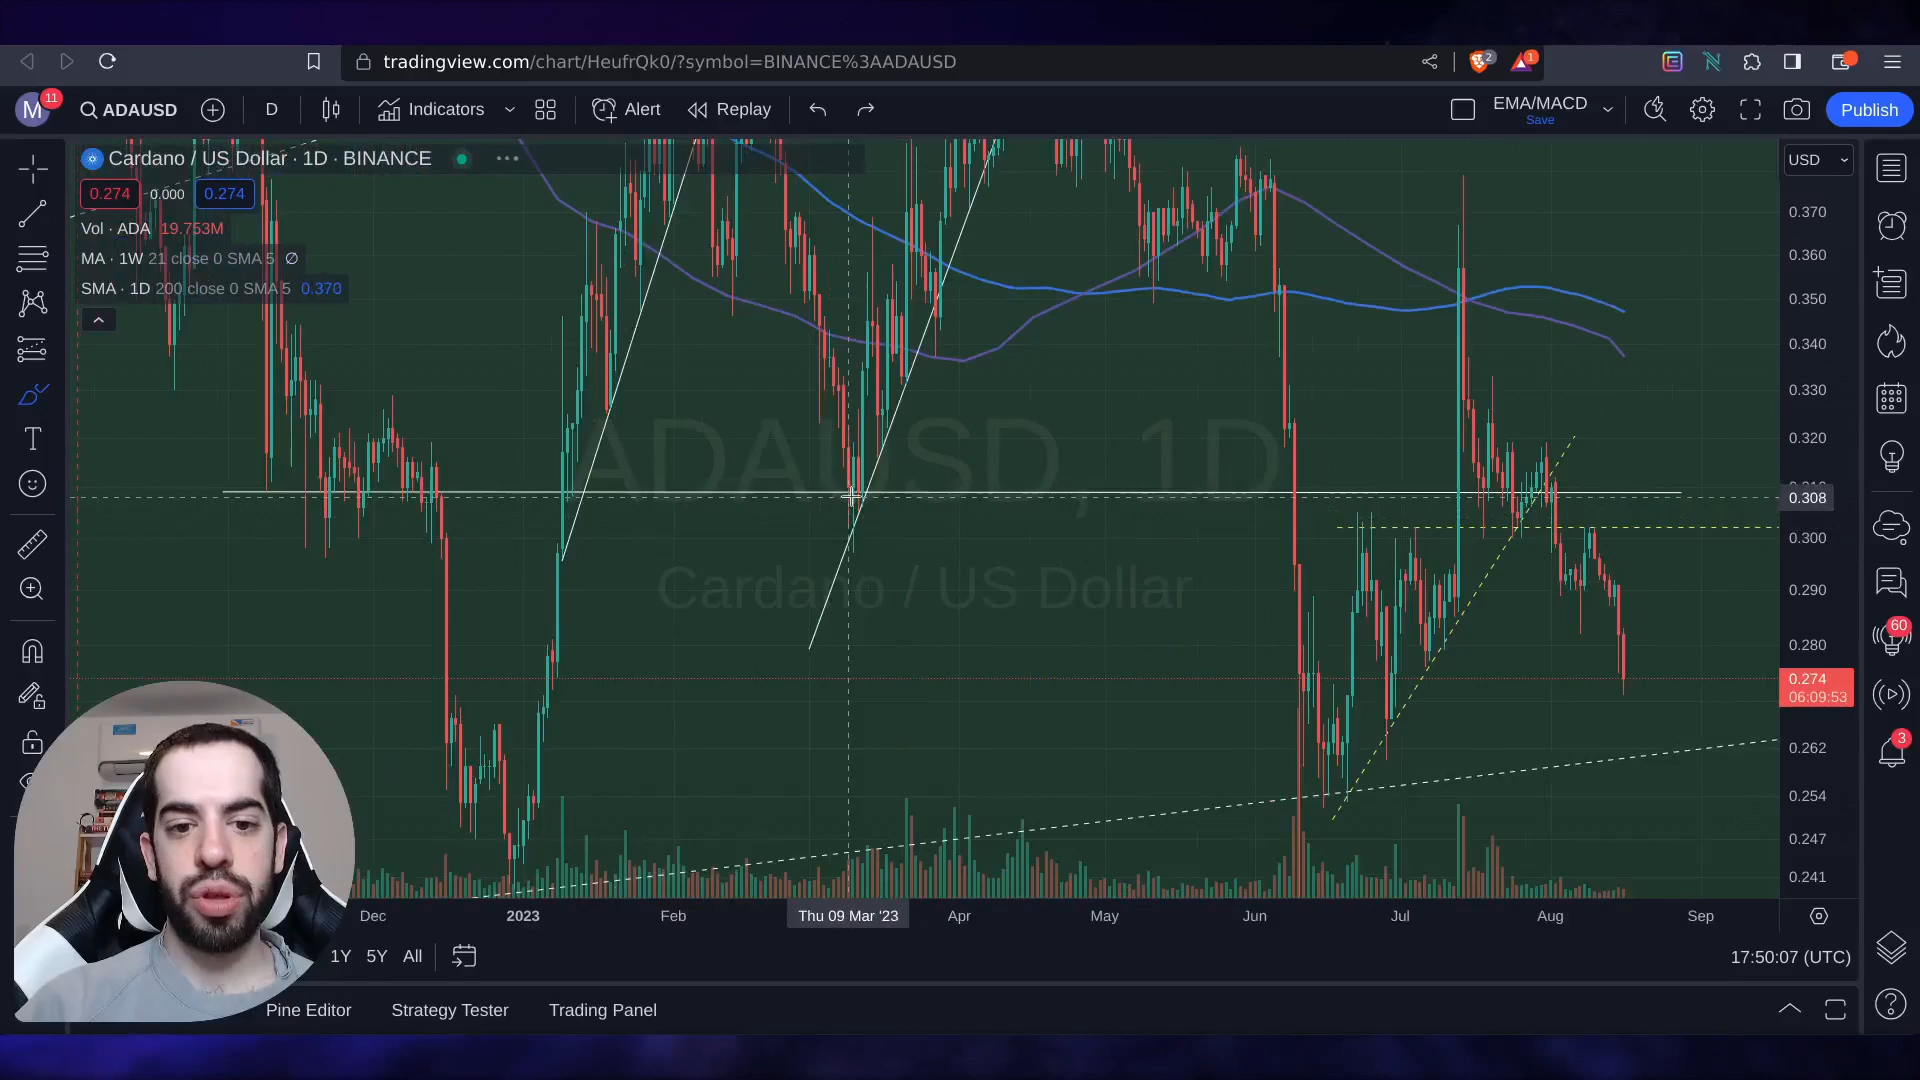 tradingview.com/chart/HeufrQk0/?symbol=BINANCE%3AADAUSD
2
1
M
11
ADAUSD
D
Indicators
Alert
Replay
EMA/MACD
Save
Publish
Cardano / US Dollar · 1D · BINANCE
USD
0.274 0.000 0.274
Vol · ADA 19.753M
MA · 1W 21 close 0 SMA 5 ∅
SMA · 1D 200 close 0 SMA 5 0.370
ADAUSD, 1D
Cardano / US Dollar
0.370
0.360
0.350
0.340
0.330
0.320
0.308
0.300
0.290
0.280
0.274
06:09:53
0.262
0.254
0.247
0.241
60
3
Dec
2023
Feb
Thu 09 Mar '23
Apr
May
Jun
Jul
Aug
Sep
1Y
5Y
All
17:50:07 (UTC)
Pine Editor
Strategy Tester
Trading Panel